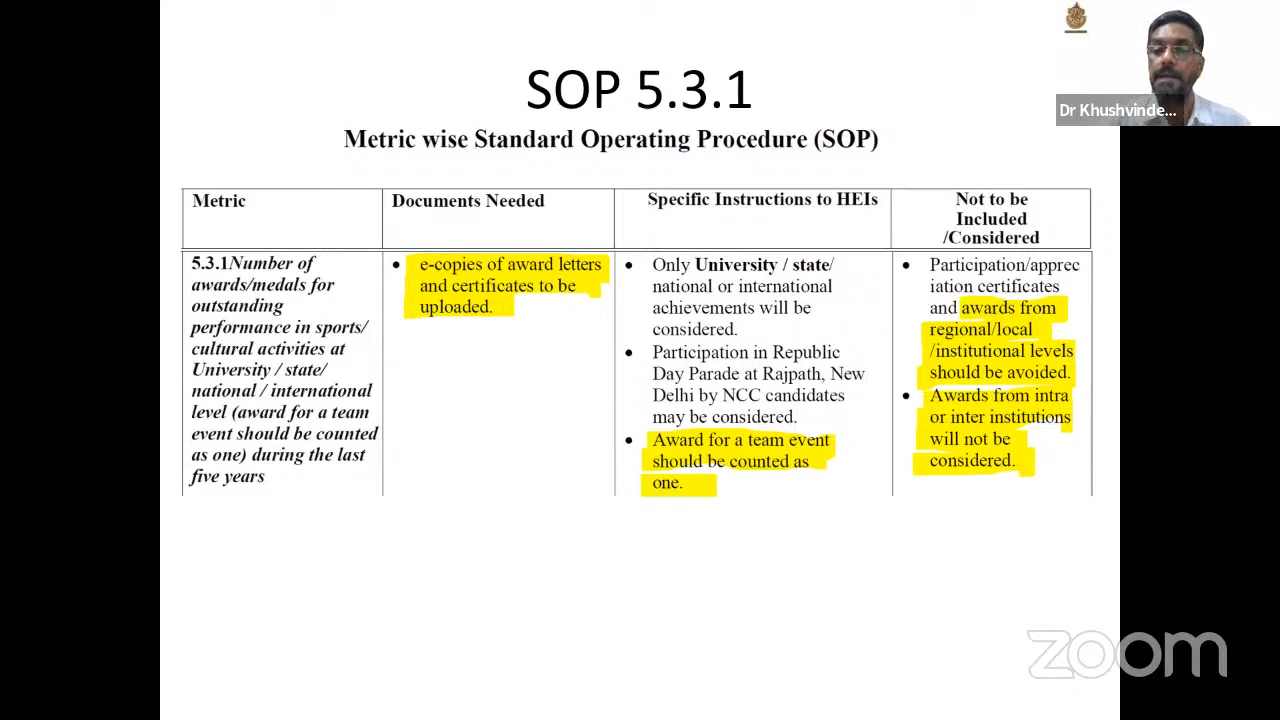 SOP 5.3.1
Metric wise Standard Operating Procedure (SOP)
Metric
Documents Needed
Specific Instructions to HEIs
Not to be
Included
/Considered
5.3.1Number of
awards/medals for
outstanding
performance in sports/
cultural activities at
University / state/
national / international
level (award for a team
event should be counted
as one) during the last
five years
• e-copies of award letters
and certificates to be
uploaded.
• Only University / state/
national or international
achievements will be
considered.
• Participation in Republic
Day Parade at Rajpath, New
Delhi by NCC candidates
may be considered.
• Award for a team event
should be counted as
one.
• Participation/apprec
iation certificates
and awards from
regional/local
/institutional levels
should be avoided.
• Awards from intra
or inter institutions
will not be
considered.
Dr Khushvinde...
zoom